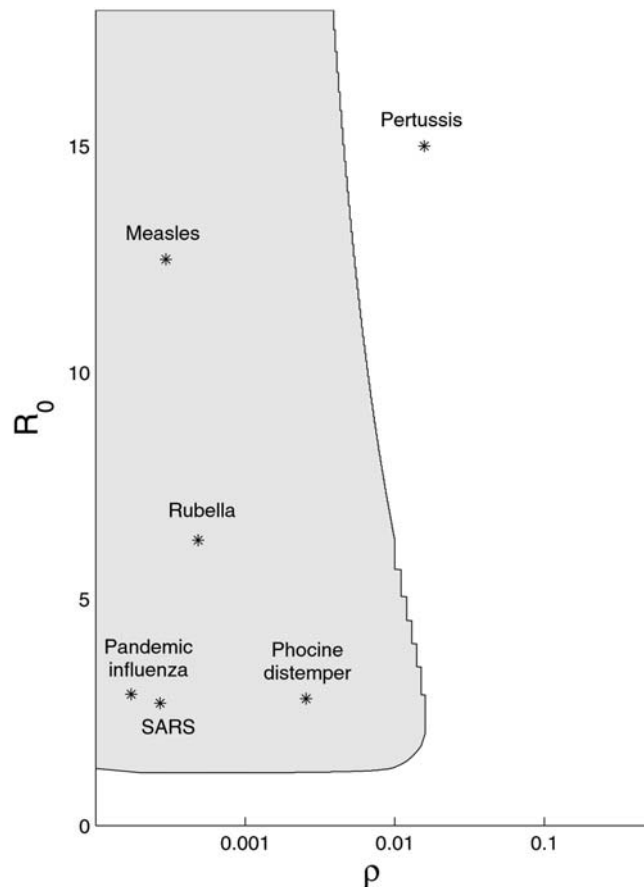 Pertussis
15
Measles
10
R0
Rubella
5
Pandemic
influenza
Phocine
distemper
SARS
0
0.001
0.01
0.1
ρ